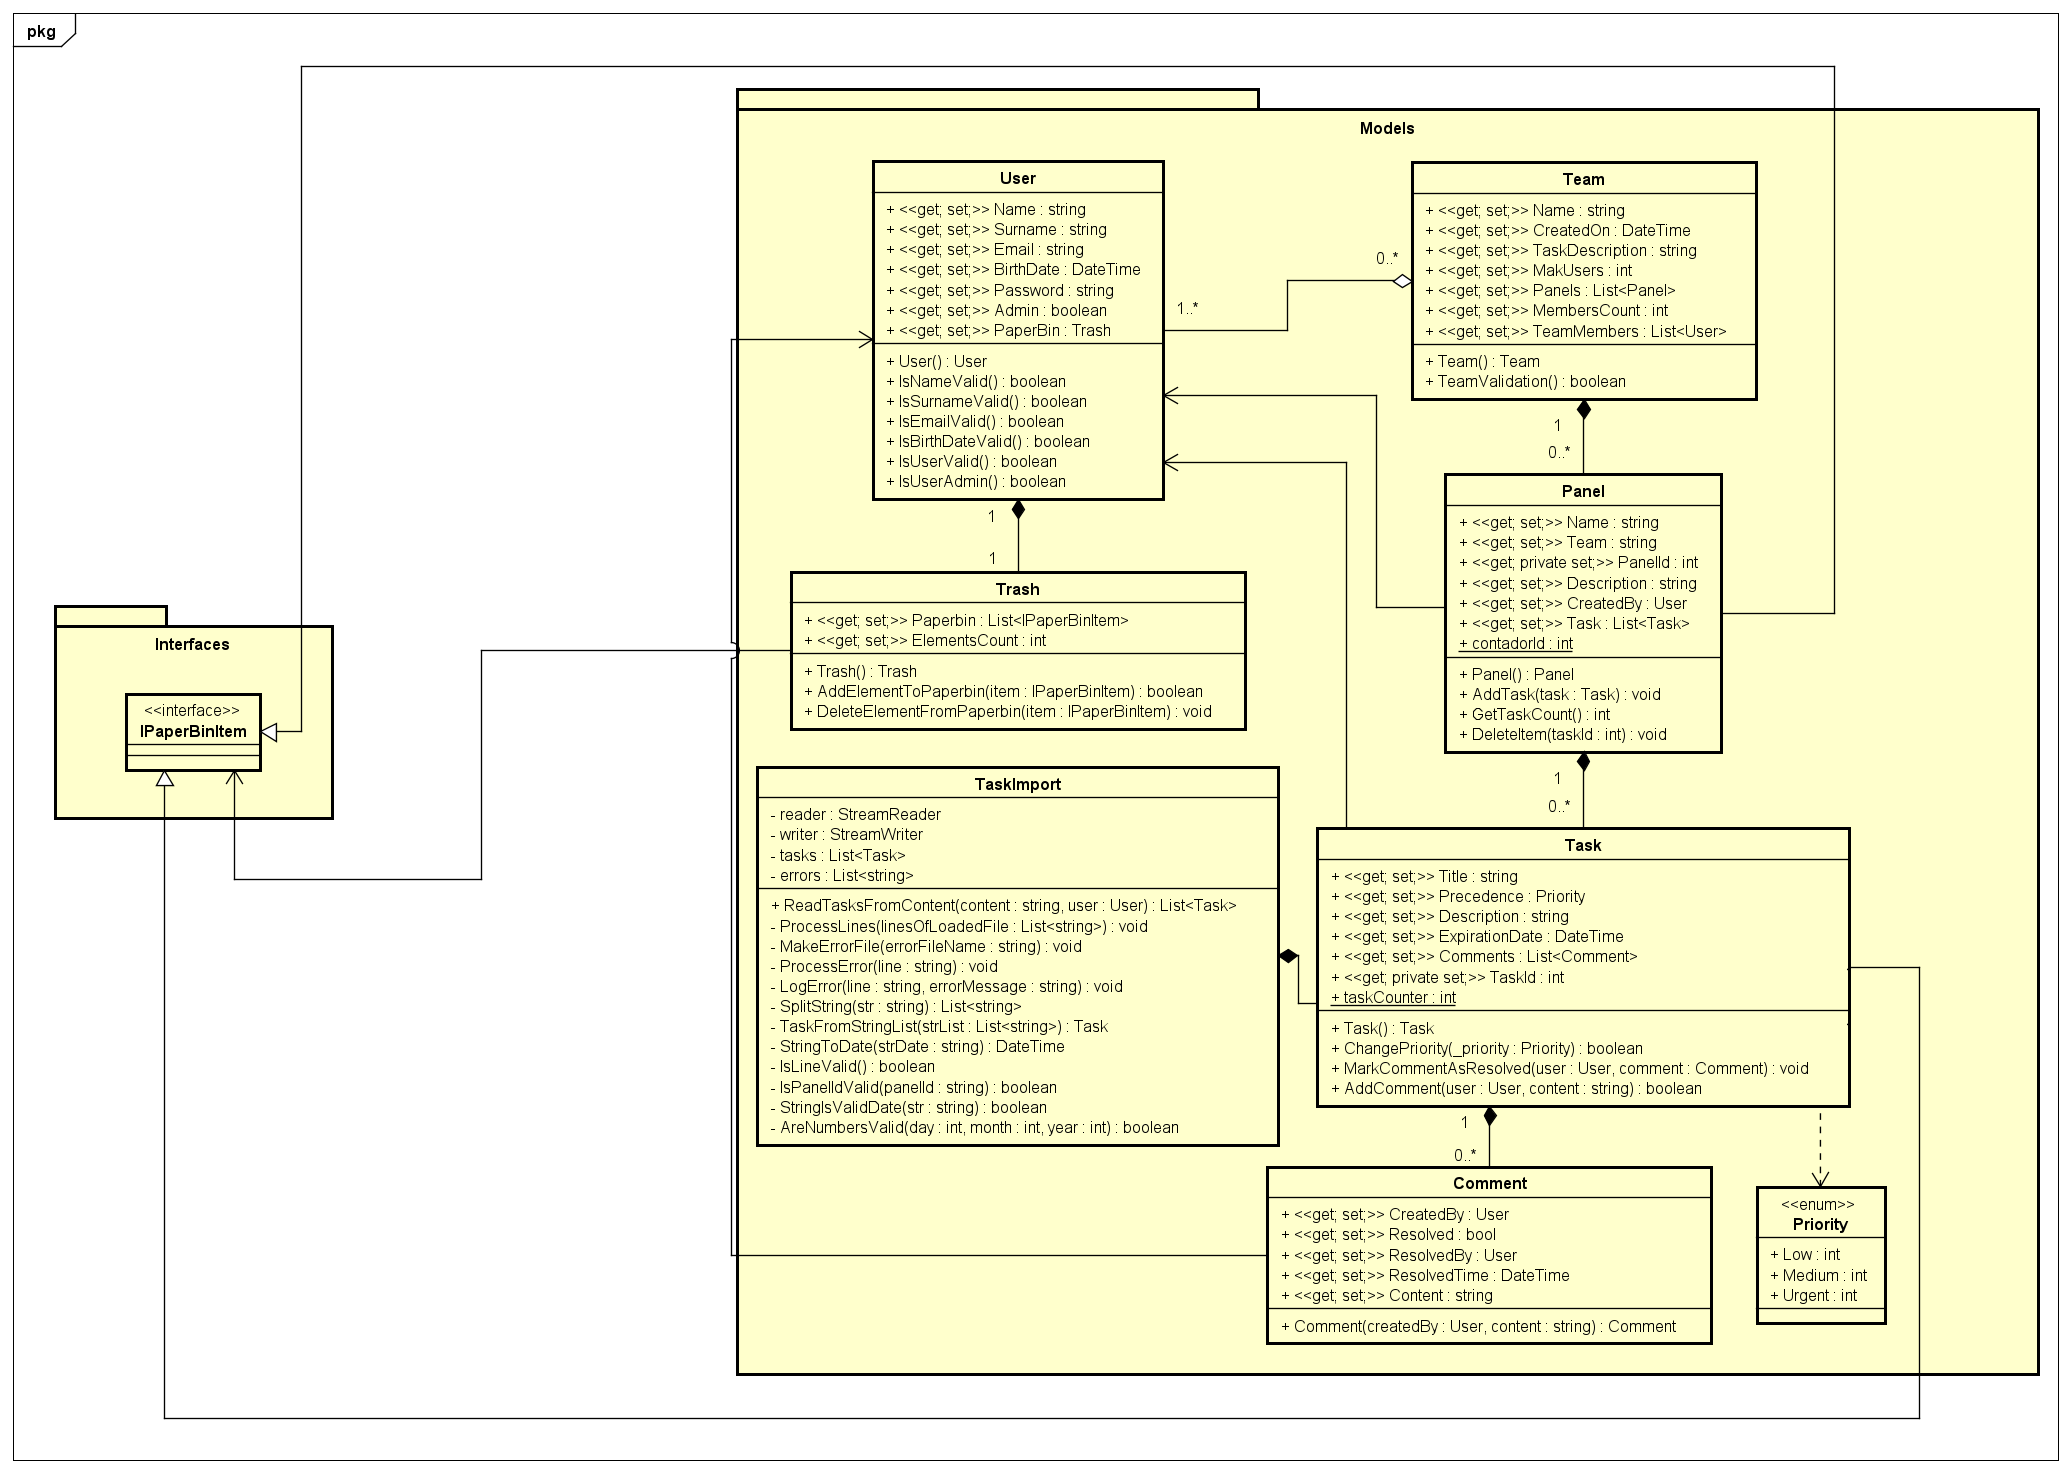 pkg
Models
User
+ <<get; set;>> Name : string
+ <<get; set;>> Surname : string
+ <<get; set;>> Email : string
+ <<get; set;>> BirthDate : DateTime
+ <<get; set;>> Password : string
+ <<get; set;>> Admin : boolean
+ <<get; set;>> PaperBin : Trash
+ User() : User
+ IsNameValid() : boolean
+ IsSurnameValid() : boolean
+ IsEmailValid() : boolean
+ IsBirthDateValid() : boolean
+ IsUserValid() : boolean
+ IsUserAdmin() : boolean
1..*
0..*
Team
+ <<get; set;>> Name : string
+ <<get; set;>> CreatedOn : DateTime
+ <<get; set;>> TaskDescription : string
+ <<get; set;>> MakUsers : int
+ <<get; set;>> Panels : List<Panel>
+ <<get; set;>> MembersCount : int
+ <<get; set;>> TeamMembers : List<User>
+ Team() : Team
+ TeamValidation() : boolean
1
0..*
Panel
+ <<get; set;>> Name : string
+ <<get; set;>> Team : string
+ <<get; private set;>> PanelId : int
+ <<get; set;>> Description : string
+ <<get; set;>> CreatedBy : User
+ <<get; set;>> Task : List<Task>
+ contadorId : int
+ Panel() : Panel
+ AddTask(task : Task) : void
+ GetTaskCount() : int
+ DeleteItem(taskId : int) : void
1
1
Trash
+ <<get; set;>> Paperbin : List<IPaperBinItem>
+ <<get; set;>> ElementsCount : int
+ Trash() : Trash
+ AddElementToPaperbin(item : IPaperBinItem) : boolean
+ DeleteElementFromPaperbin(item : IPaperBinItem) : void
Interfaces
<<interface>>
IPaperBinItem
TaskImport
- reader : StreamReader
- writer : StreamWriter
- tasks : List<Task>
- errors : List<string>
+ ReadTasksFromContent(content : string, user : User) : List<Task>
- ProcessLines(linesOfLoadedFile : List<string>) : void
- MakeErrorFile(errorFileName : string) : void
- ProcessError(line : string) : void
- LogError(line : string, errorMessage : string) : void
- SplitString(str : string) : List<string>
- TaskFromStringList(strList : List<string>) : Task
- StringToDate(strDate : string) : DateTime
- IsLineValid() : boolean
- IsPanelIdValid(panelId : string) : boolean
- StringIsValidDate(str : string) : boolean
- AreNumbersValid(day : int, month : int, year : int) : boolean
1
0..*
Task
+ <<get; set;>> Title : string
+ <<get; set;>> Precedence : Priority
+ <<get; set;>> Description : string
+ <<get; set;>> ExpirationDate : DateTime
+ <<get; set;>> Comments : List<Comment>
+ <<get; private set;>> TaskId : int
+ taskCounter : int
+ Task() : Task
+ ChangePriority(_priority : Priority) : boolean
+ MarkCommentAsResolved(user : User, comment : Comment) : void
+ AddComment(user : User, content : string) : boolean
1
0..*
Comment
+ <<get; set;>> CreatedBy : User
+ <<get; set;>> Resolved : bool
+ <<get; set;>> ResolvedBy : User
+ <<get; set;>> ResolvedTime : DateTime
+ <<get; set;>> Content : string
+ Comment(createdBy : User, content : string) : Comment
<<enum>>
Priority
+ Low : int
+ Medium : int
+ Urgent : int